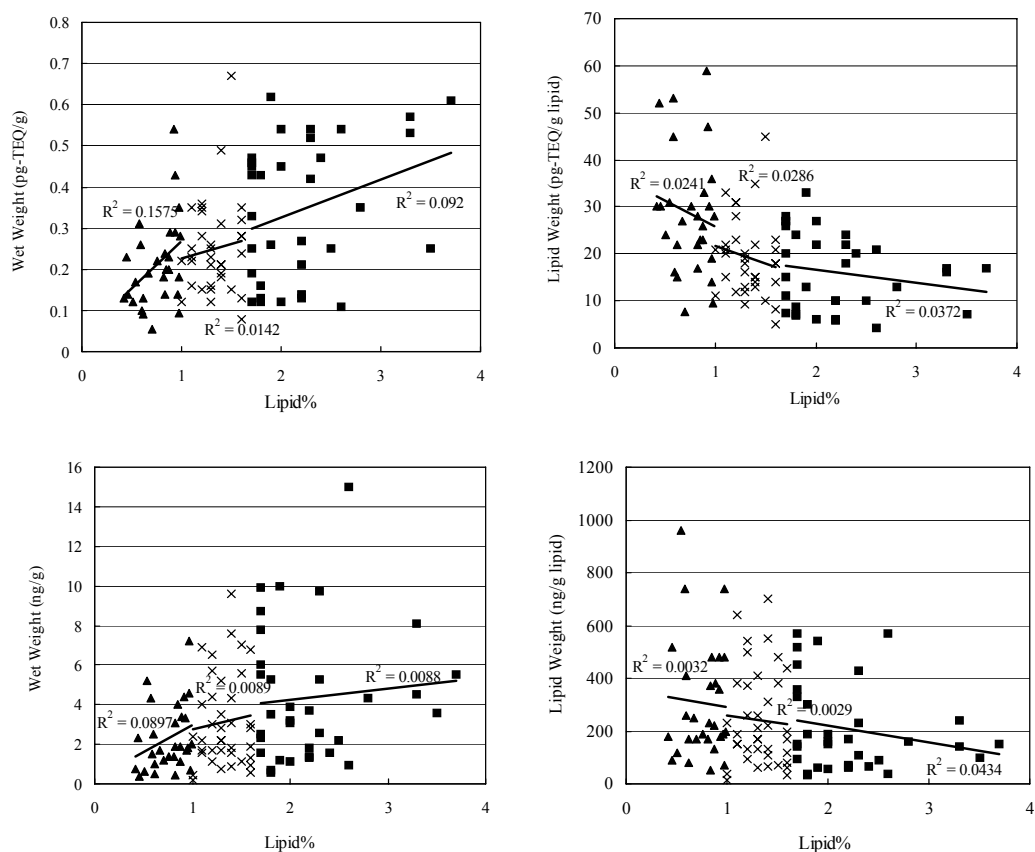 0.8
0.7
0.6
0.5
0.4
0.3
0.2
0.1
0
Wet Weight (pg-TEQ/g)
R² = 0.1575
R² = 0.092
R² = 0.0142
0 1 2 3 4
Lipid%
70
60
50
40
30
20
10
0
Lipid Weight (pg-TEQ/g lipid)
R² = 0.0241
R² = 0.0286
R² = 0.0372
0 1 2 3 4
Lipid%
16
14
12
10
8
6
4
2
0
Wet Weight (ng/g)
R² = 0.0897
R² = 0.0089
R² = 0.0088
0 1 2 3 4
Lipid%
1200
1000
800
600
400
200
0
Lipid Weight (ng/g lipid)
R² = 0.0032
R² = 0.0029
R² = 0.0434
0 1 2 3 4
Lipid%